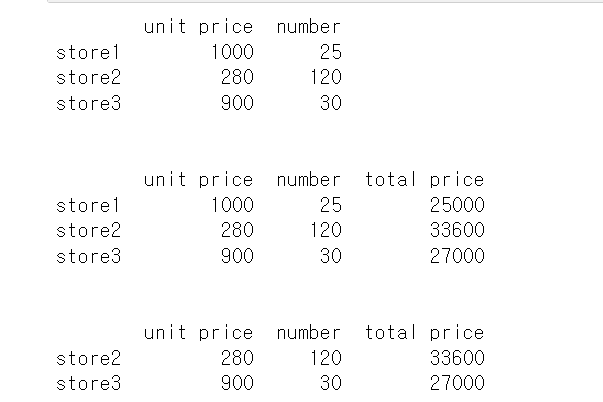 unit price number
store1 1000 25
store2 280 120
store3 900 30
unit price number total price
store1 1000 25 25000
store2 280 120 33600
store3 900 30 27000
unit price number total price
store2 280 120 33600
store3 900 30 27000